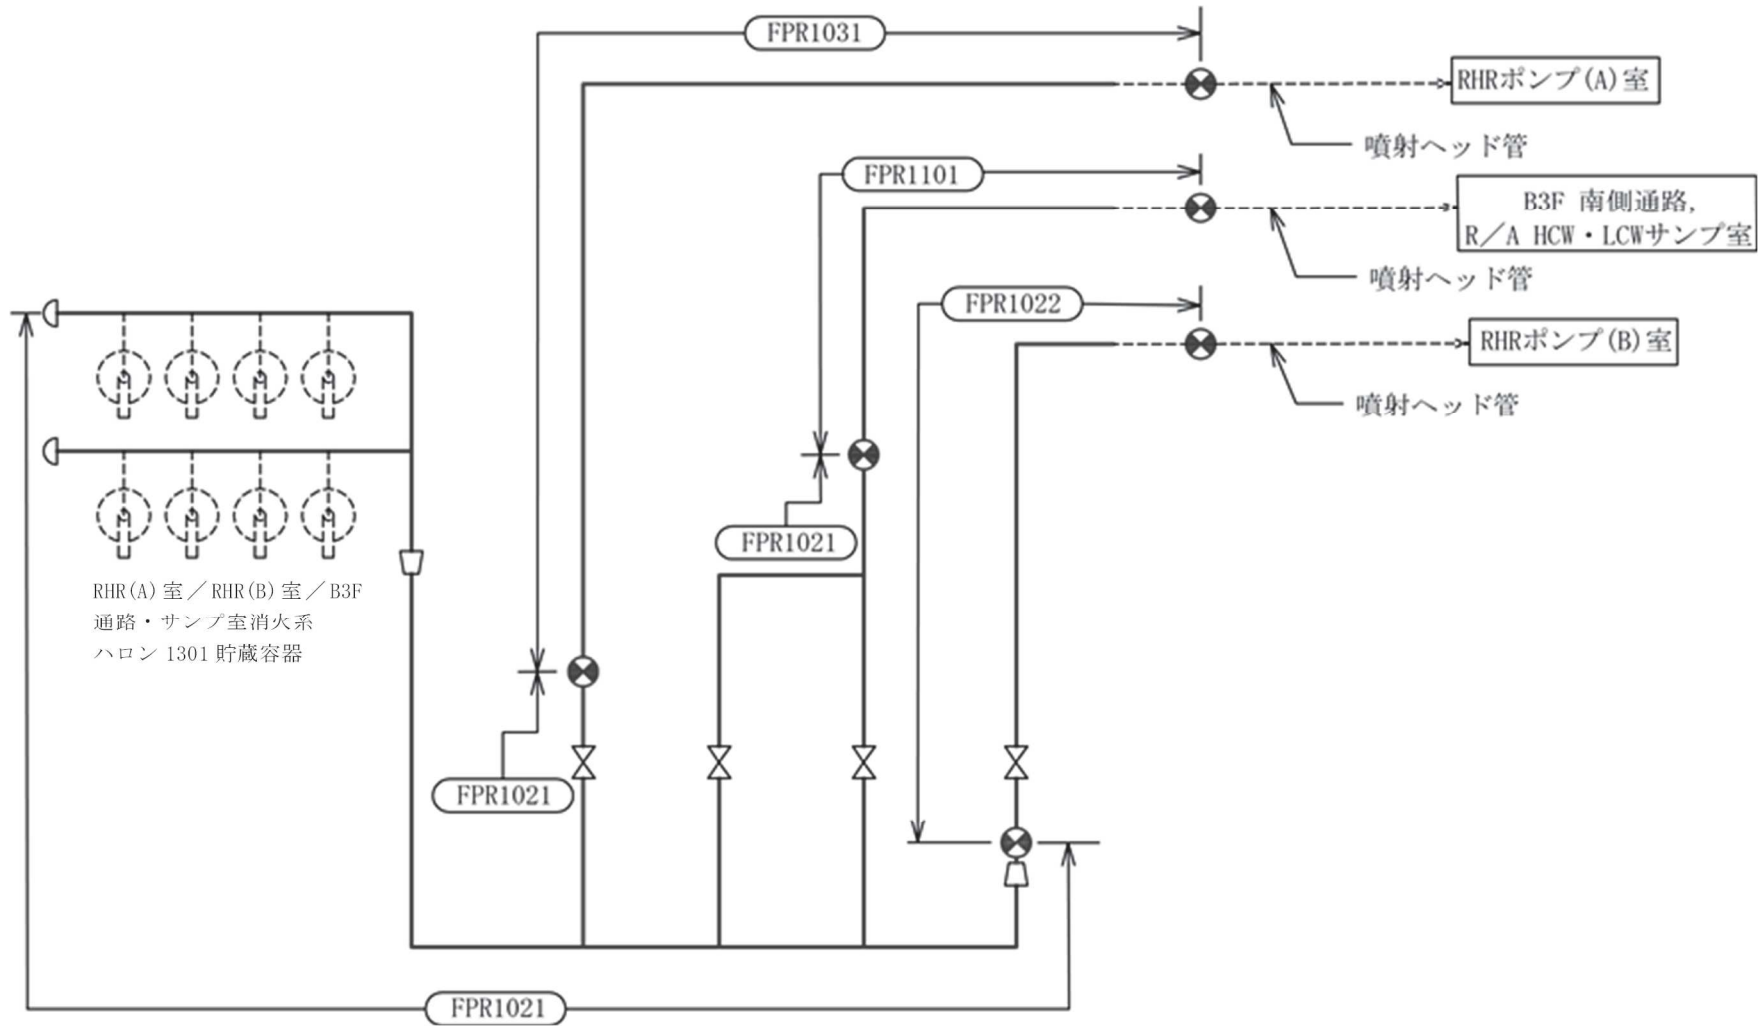 FPR1031
RHRポンプ(A)室
噴射ヘッド管
FPR1101
B3F 南側通路,
R/A HCW・LCWサンプ室
噴射ヘッド管
FPR1022
RHRポンプ(B)室
噴射ヘッド管
FPR1021
RHR(A)室/RHR(B)室/B3F
通路・サンプ室消火系
ハロン1301貯蔵容器
FPR1021
FPR1021